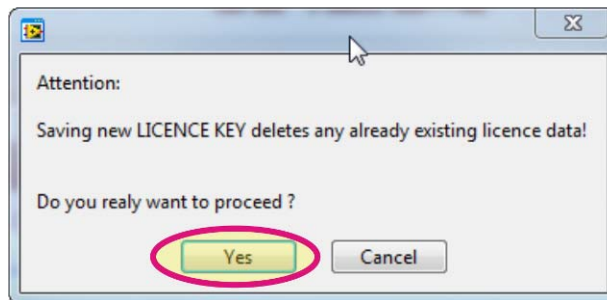 Attention:
Saving new LICENCE KEY deletes any already existing licence data!
Do you realy want to proceed ?
Yes Cancel